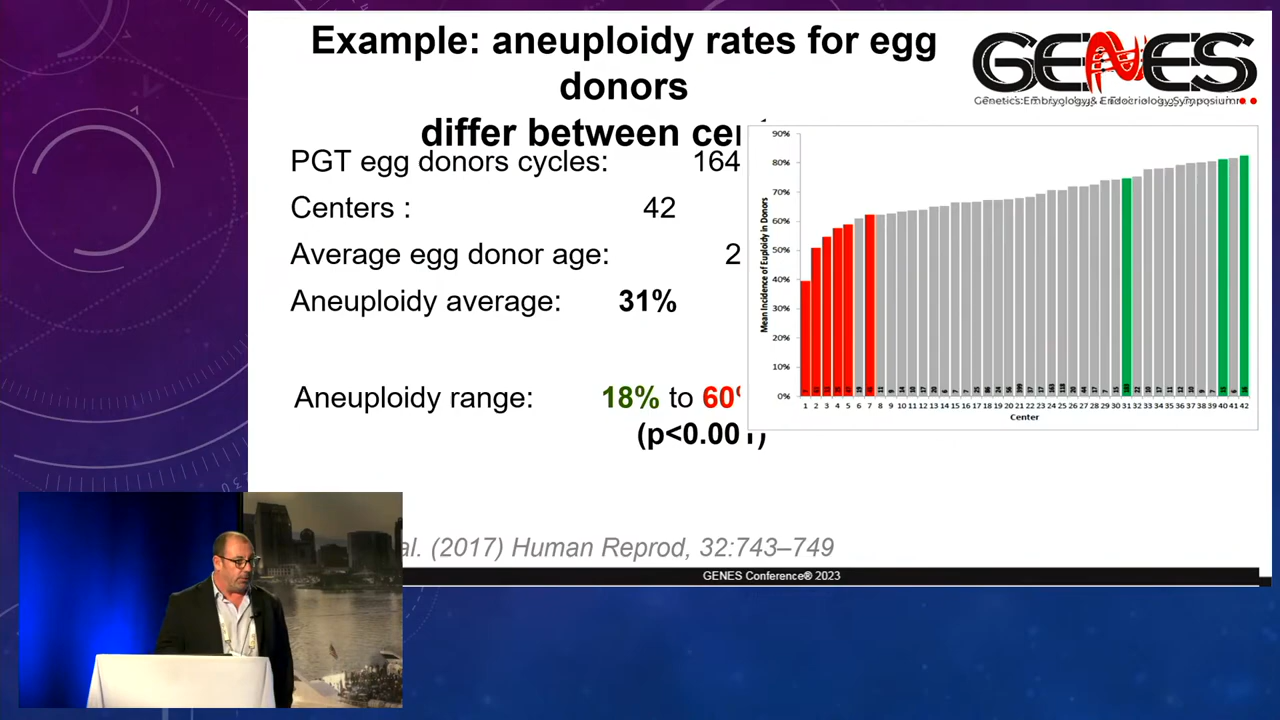 Example: aneuploidy rates for egg
donors
differ between cent
GENES
Genetics Embryology & Endocriology Symposium
PGT egg donors cycles: 164
Centers : 42
Average egg donor age: 2
Aneuploidy average: 31%
Aneuploidy range: 18% to 60%
(p<0.001)
Mean Incidence of Euploidy in Donors
90%
80%
70%
60%
50%
40%
30%
20%
10%
0%
1 2 3 4 5 6 7 8 9 10 11 12 13 14 15 16 17 18 19 20 21 22 23 24 25 26 27 28 29 30 31 32 33 34 35 36 37 38 39 40 41 42
Center
al. (2017) Human Reprod, 32:743–749
GENES Conference® 2023